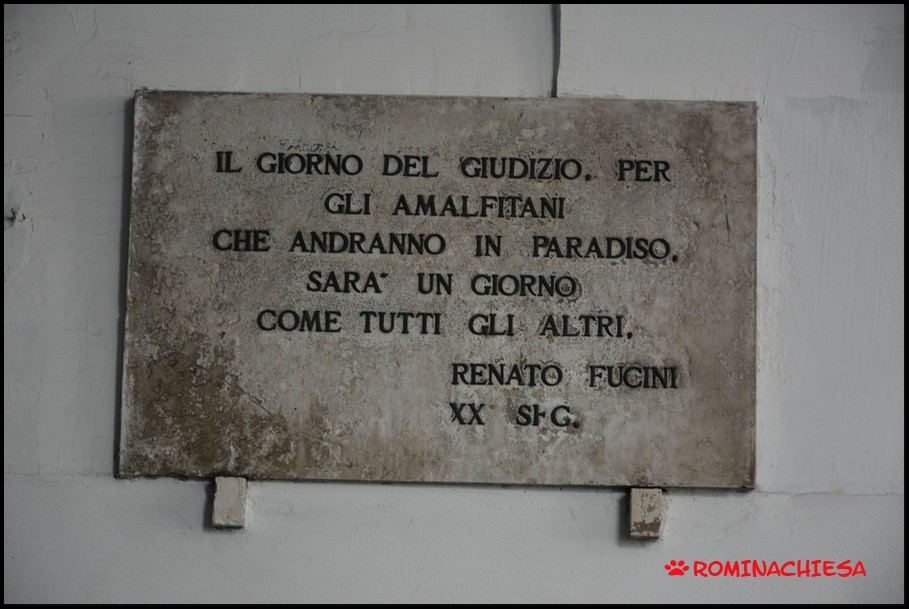 IL GIORNO DEL GIUDIZIO. PER
GLI AMALFITANI
CHE ANDRANNO IN PARADISO.
SARA' UN GIORNO
COME TUTTI GLI ALTRI.
RENATO FUCINI
XX
ROMINACHIESA